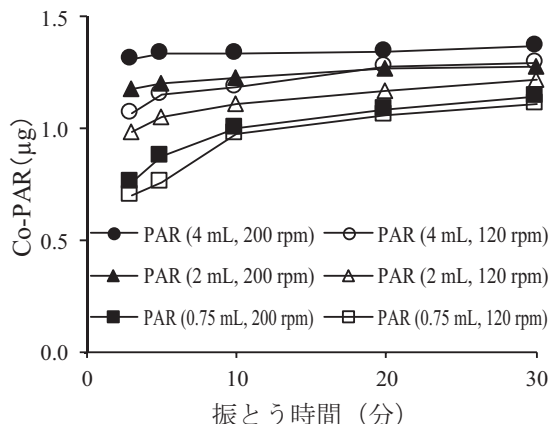 1.5
1.0
0.5
0.0
Co-PAR(μg)
PAR (4 mL, 200 rpm)
PAR (4 mL, 120 rpm)
PAR (2 mL, 200 rpm)
PAR (2 mL, 120 rpm)
PAR (0.75 mL, 200 rpm)
PAR (0.75 mL, 120 rpm)
0
10
20
30
振とう時間（分）